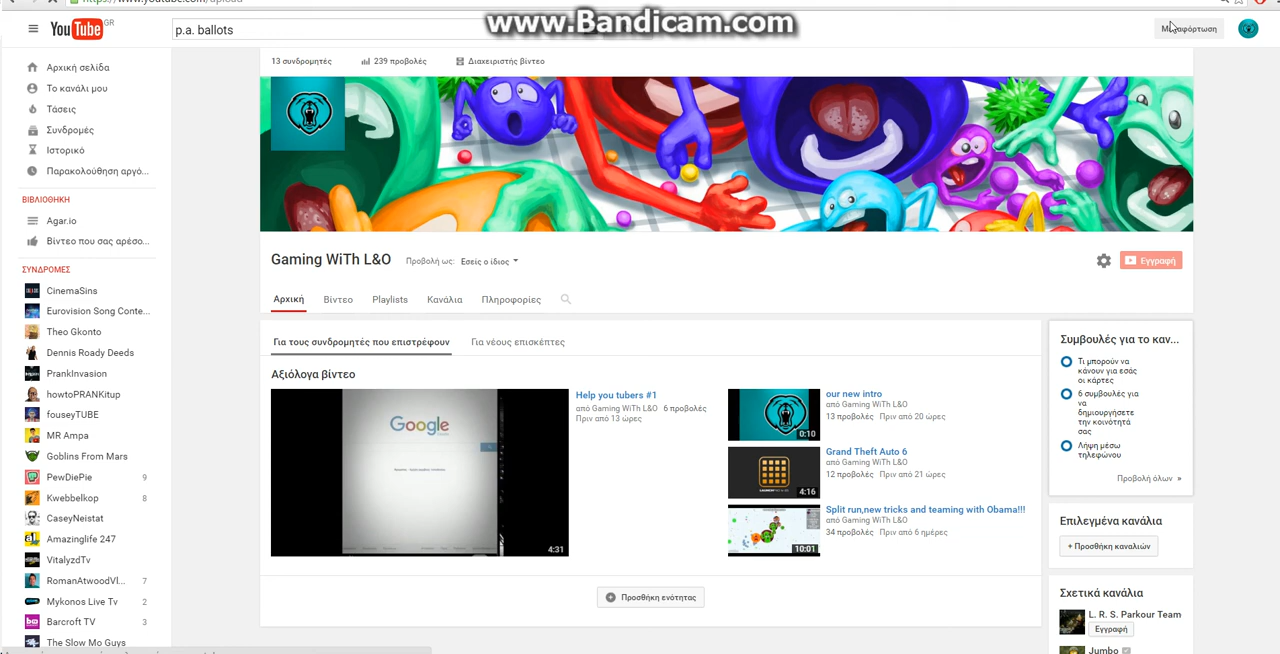 www.Bandicam.com
YouTube GR
p.a. ballots
13 συνδρομητές
239 προβολές
Διαχειριστής βίντεο
Αρχική σελίδα
Το κανάλι μου
Τάσεις
Συνδρομές
Ιστορικό
Παρακολούθηση αργό...
ΒΙΒΛΙΟΘΗΚΗ
Agar.io
Βίντεο που σας αρέσο...
ΣΥΝΔΡΟΜΕΣ
CinemaSins
Eurovision Song Conte...
Theo Gkonto
Dennis Roady Deeds
PrankInvasion
howtoPRANKitup
fouseyTUBE
MR Ampa
Goblins From Mars
PewDiePie 9
Kwebbelkop 8
CaseyNeistat
Amazinglife 247
VitalyzdTv
RomanAtwoodVl... 7
Mykonos Live Tv 2
Barcroft TV 3
The Slow Mo Guys
Gaming WiTh L&O
Προβολή ως: Εσείς ο ίδιος
Εγγραφή
Αρχική
Βίντεο
Playlists
Κανάλια
Πληροφορίες
Για τους συνδρομητές που επιστρέφουν
Για νέους επισκέπτες
Αξιόλογα βίντεο
Google
4:31
Help you tubers #1
από Gaming WiTh L&O 6 προβολές
Πριν από 13 ώρες
0:10
our new intro
από Gaming WiTh L&O
13 προβολές Πριν από 20 ώρες
4:16
Grand Theft Auto 6
από Gaming WiTh L&O
12 προβολές Πριν από 21 ώρες
10:01
Split run,new tricks and teaming with Obama!!!
από Gaming WiTh L&O
34 προβολές Πριν από 6 ημέρες
Προσθήκη ενότητας
Συμβουλές για το καν...
Τι μπορούν να
κάνουν για εσάς
οι κάρτες
6 συμβουλές για
να
δημιουργήσετε
την κοινότητά
σας
Λήψη μέσω
τηλεφώνου
Προβολή όλων »
Επιλεγμένα κανάλια
+ Προσθήκη καναλιών
Σχετικά κανάλια
L. R. S. Parkour Team
Εγγραφή
Jumbo